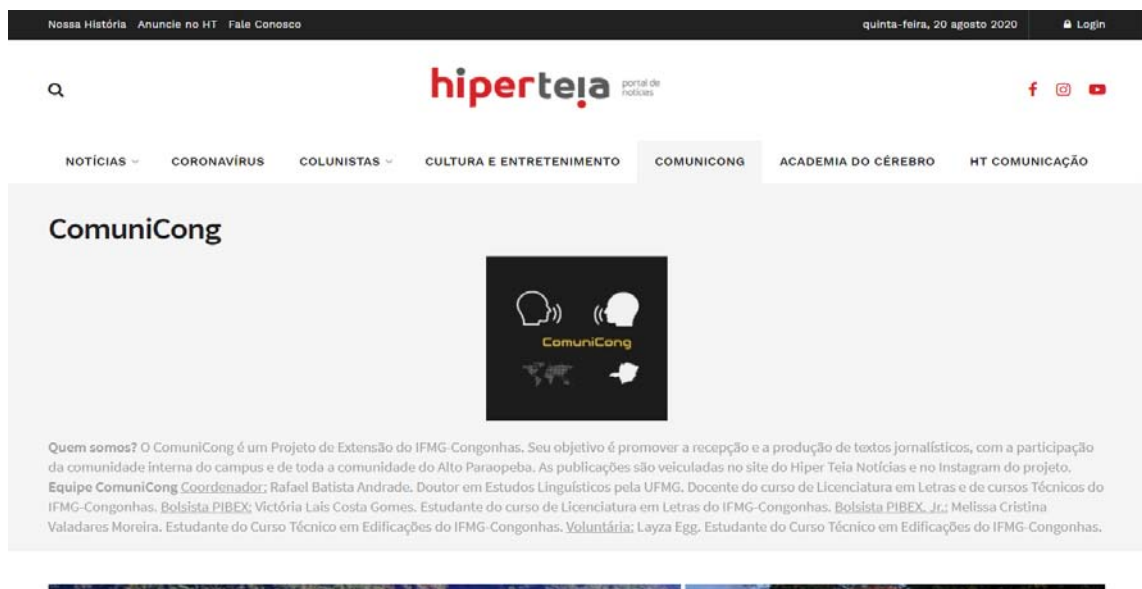 Nossa História Anuncie no HT Fale Conosco quinta-feira, 20 agosto 2020 Login
hiperteia portal de notícias
NOTÍCIAS CORONAVÍRUS COLUNISTAS CULTURA E ENTRETENIMENTO COMUNICONG ACADEMIA DO CÉREBRO HT COMUNICAÇÃO
ComuniCong
ComuniCong
Quem somos? O ComuniCong é um Projeto de Extensão do IFMG-Congonhas. Seu objetivo é promover a recepção e a produção de textos jornalísticos, com a participação
da comunidade interna do campus e de toda a comunidade do Alto Paraopeba. As publicações são veiculadas no site do Hiper Teia Notícias e no Instagram do projeto.
Equipe ComuniCong Coordenador: Rafael Batista Andrade. Doutor em Estudos Linguísticos pela UFMG. Docente do curso de Licenciatura em Letras e de cursos Técnicos do
IFMG-Congonhas. Bolsista PIBEX: Victória Lais Costa Gomes. Estudante do curso de Licenciatura em Letras do IFMG-Congonhas. Bolsista PIBEX. Jr.: Melissa Cristina
Valadares Moreira. Estudante do Curso Técnico em Edificações do IFMG-Congonhas. Voluntária: Layza Egg. Estudante do Curso Técnico em Edificações do IFMG-Congonhas.